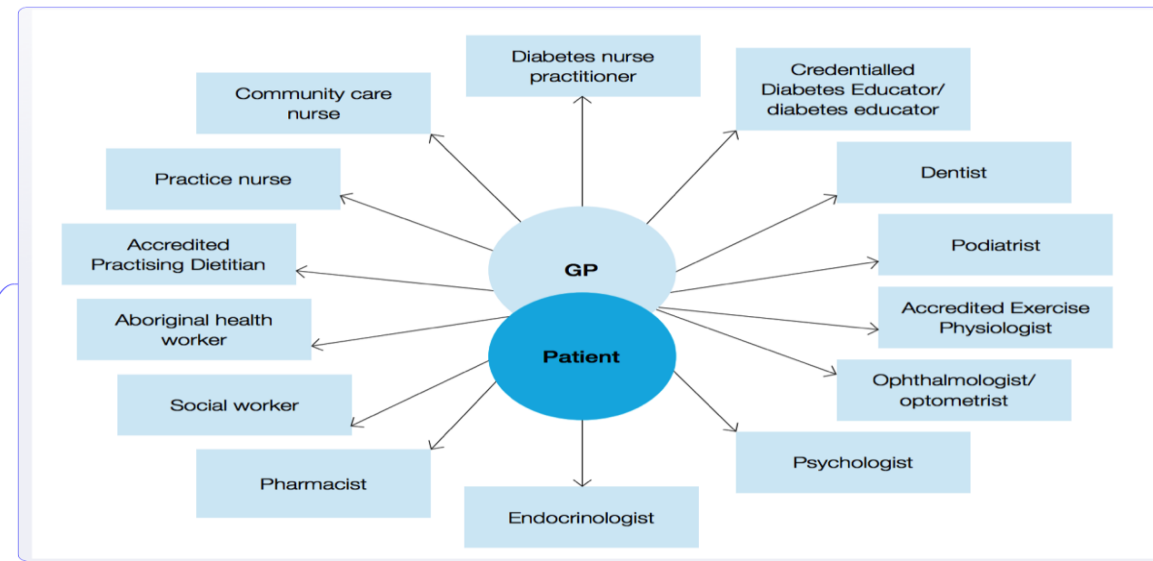 Diabetes nurse
practitioner
Credentialled
Diabetes Educator/
diabetes educator
Community care
nurse
Practice nurse
Dentist
Accredited
Practising Dietitian
GP
Podiatrist
Aboriginal health
worker
Patient
Accredited Exercise
Physiologist
Social worker
Ophthalmologist/
optometrist
Pharmacist
Psychologist
Endocrinologist